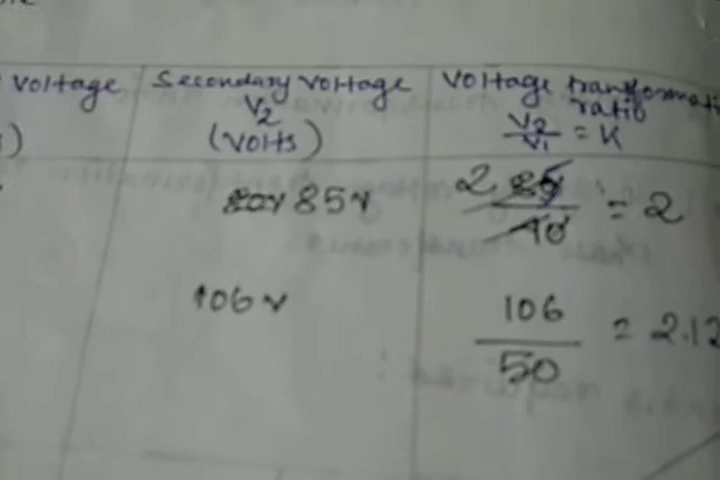 Voltage
Secondary Voltage
V2
(Volts)
Voltage transformati
ratio
V2/V1 = K
85v
2
40
= 2
106v
106/50 = 2.12